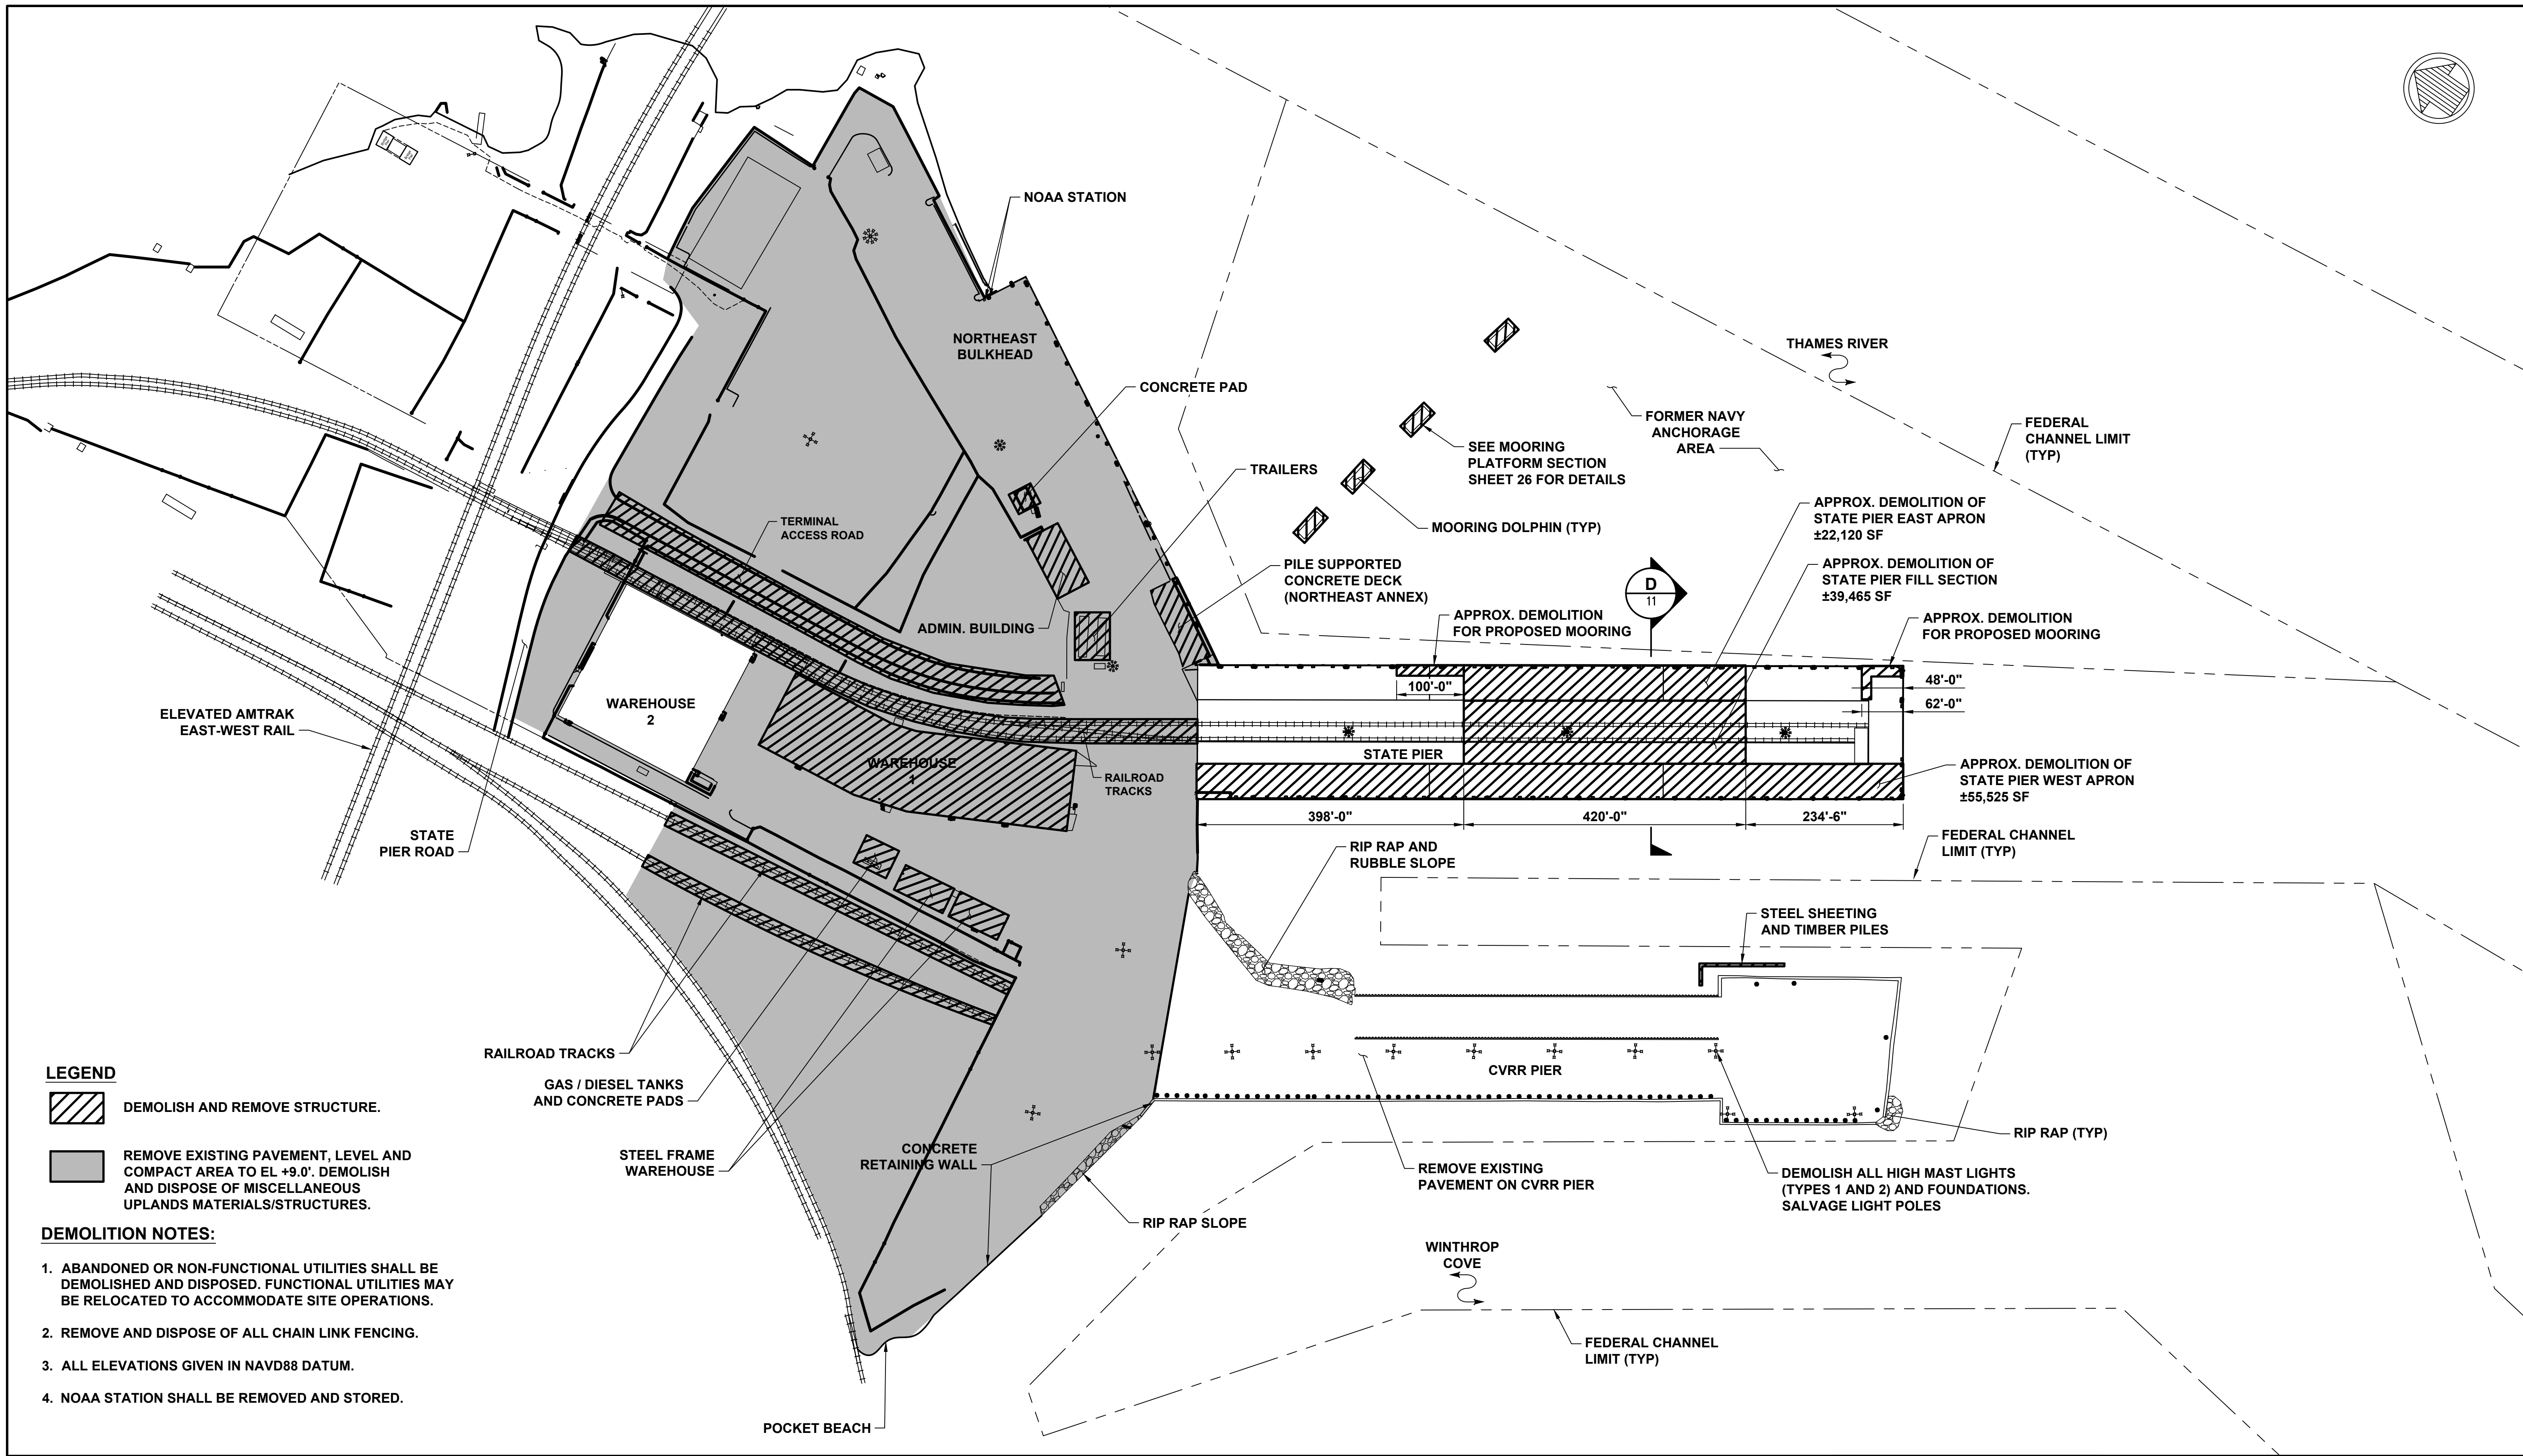 NOAA STATION
NORTHEAST
BULKHEAD
CONCRETE PAD
THAMES RIVER
FORMER NAVY
ANCHORAGE
AREA
FEDERAL
CHANNEL LIMIT
(TYP)
SEE MOORING
PLATFORM SECTION
SHEET 26 FOR DETAILS
TRAILERS
MOORING DOLPHIN (TYP)
TERMINAL
ACCESS ROAD
APPROX. DEMOLITION OF
STATE PIER EAST APRON
±22,120 SF
PILE SUPPORTED
CONCRETE DECK
(NORTHEAST ANNEX)
APPROX. DEMOLITION OF
STATE PIER FILL SECTION
±39,465 SF
D
11
ADMIN. BUILDING
APPROX. DEMOLITION
FOR PROPOSED MOORING
APPROX. DEMOLITION
FOR PROPOSED MOORING
100'-0"
48'-0"
62'-0"
WAREHOUSE
2
ELEVATED AMTRAK
EAST-WEST RAIL
STATE PIER
WAREHOUSE
1
RAILROAD
TRACKS
APPROX. DEMOLITION OF
STATE PIER WEST APRON
±55,525 SF
398'-0"
420'-0"
234'-6"
STATE
PIER ROAD
RIP RAP AND
RUBBLE SLOPE
FEDERAL CHANNEL
LIMIT (TYP)
STEEL SHEETING
AND TIMBER PILES
RAILROAD TRACKS
CVRR PIER
GAS / DIESEL TANKS
AND CONCRETE PADS
STEEL FRAME
WAREHOUSE
CONCRETE
RETAINING WALL
RIP RAP (TYP)
REMOVE EXISTING
PAVEMENT ON CVRR PIER
DEMOLISH ALL HIGH MAST LIGHTS
(TYPES 1 AND 2) AND FOUNDATIONS.
SALVAGE LIGHT POLES
RIP RAP SLOPE
WINTHROP
COVE
FEDERAL CHANNEL
LIMIT (TYP)
POCKET BEACH
LEGEND
DEMOLISH AND REMOVE STRUCTURE.
REMOVE EXISTING PAVEMENT, LEVEL AND
COMPACT AREA TO EL +9.0'. DEMOLISH
AND DISPOSE OF MISCELLANEOUS
UPLANDS MATERIALS/STRUCTURES.
DEMOLITION NOTES:
1. ABANDONED OR NON-FUNCTIONAL UTILITIES SHALL BE
DEMOLISHED AND DISPOSED. FUNCTIONAL UTILITIES MAY
BE RELOCATED TO ACCOMMODATE SITE OPERATIONS.
2. REMOVE AND DISPOSE OF ALL CHAIN LINK FENCING.
3. ALL ELEVATIONS GIVEN IN NAVD88 DATUM.
4. NOAA STATION SHALL BE REMOVED AND STORED.